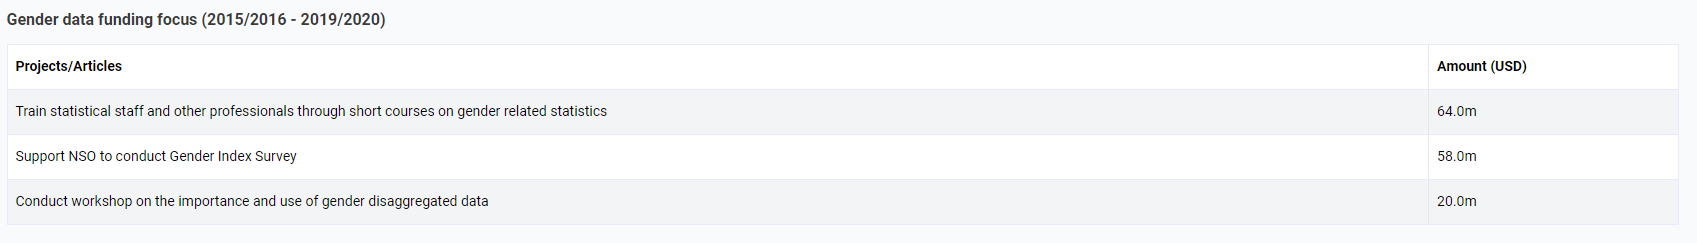 Gender data funding focus (2015/2016 - 2019/2020)
Projects/Articles Amount (USD)
Train statistical staff and other professionals through short courses on gender related statistics 64.0m
Support NSO to conduct Gender Index Survey 58.0m
Conduct workshop on the importance and use of gender disaggregated data 20.0m